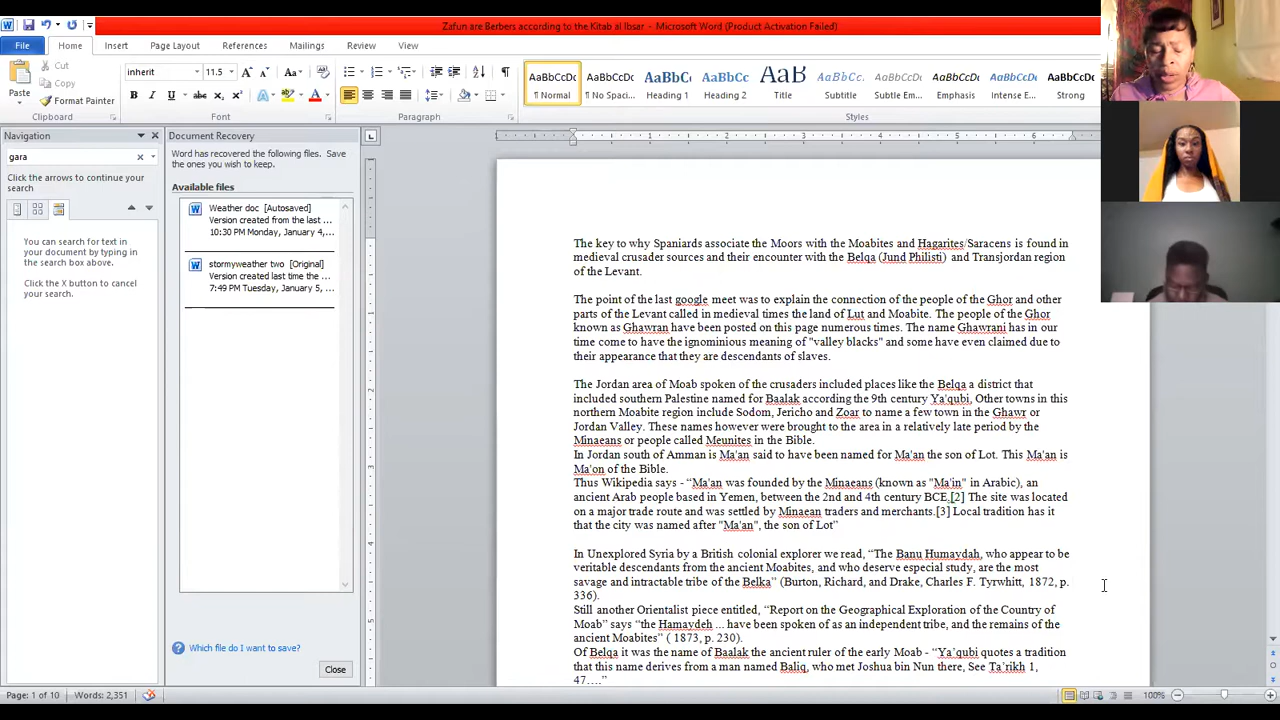 Zafun are Berbers according to the Kitab al Ibsar - Microsoft Word (Product Activation Failed)
File Home Insert Page Layout References Mailings Review View
Cut
Copy
Paste
Format Painter
Clipboard
inherit 11.5
Font
Paragraph
AaBbCcDc AaBbCcDc AaBbC AaBbCc AaB AaBbCcL AaBbCcDt AaBbCcDt AaBbCcDt AaBbCcDc
¶ Normal ¶ No Spaci... Heading 1 Heading 2 Title Subtitle Subtle Em... Emphasis Intense E... Strong
Styles
Navigation
gara
Click the arrows to continue your
search
You can search for text in
your document by typing in
the search box above.
Click the X button to cancel
your search.
Document Recovery
Word has recovered the following files. Save
the ones you wish to keep.
Available files
Weather doc [Autosaved]
Version created from the last ...
10:30 PM Monday, January 4,...
stormyweather two [Original]
Version created last time the ...
7:49 PM Tuesday, January 5, ...
Which file do I want to save?
Close
1 2 3 4 5 6
The key to why Spaniards associate the Moors with the Moabites and Hagarites/Saracens is found in
medieval crusader sources and their encounter with the Belqa (Jund Philisti) and Transjordan region
of the Levant.
The point of the last google meet was to explain the connection of the people of the Ghor and other
parts of the Levant called in medieval times the land of Lut and Moabite. The people of the Ghor
known as Ghawran have been posted on this page numerous times. The name Ghawrani has in our
time come to have the ignominious meaning of "valley blacks" and some have even claimed due to
their appearance that they are descendants of slaves.
The Jordan area of Moab spoken of the crusaders included places like the Belqa a district that
included southern Palestine named for Baalak according the 9th century Ya'qubi, Other towns in this
northern Moabite region include Sodom, Jericho and Zoar to name a few town in the Ghawr or
Jordan Valley. These names however were brought to the area in a relatively late period by the
Minaeans or people called Meunites in the Bible.
In Jordan south of Amman is Ma'an said to have been named for Ma'an the son of Lot. This Ma'an is
Ma'on of the Bible.
Thus Wikipedia says - “Ma'an was founded by the Minaeans (known as "Ma'in" in Arabic), an
ancient Arab people based in Yemen, between the 2nd and 4th century BCE,[2] The site was located
on a major trade route and was settled by Minaean traders and merchants.[3] Local tradition has it
that the city was named after "Ma'an", the son of Lot”
In Unexplored Syria by a British colonial explorer we read, “The Banu Humaydah, who appear to be
veritable descendants from the ancient Moabites, and who deserve especial study, are the most
savage and intractable tribe of the Belka” (Burton, Richard, and Drake, Charles F. Tyrwhitt, 1872, p.
336).
Still another Orientalist piece entitled, “Report on the Geographical Exploration of the Country of
Moab” says “the Hamaydeh ... have been spoken of as an independent tribe, and the remains of the
ancient Moabites” ( 1873, p. 230).
Of Belqa it was the name of Baalak the ancient ruler of the early Moab - “Ya’qubi quotes a tradition
that this name derives from a man named Baliq, who met Joshua bin Nun there, See Ta’rikh 1,
47....”
Page: 1 of 10 Words: 2,351 100%